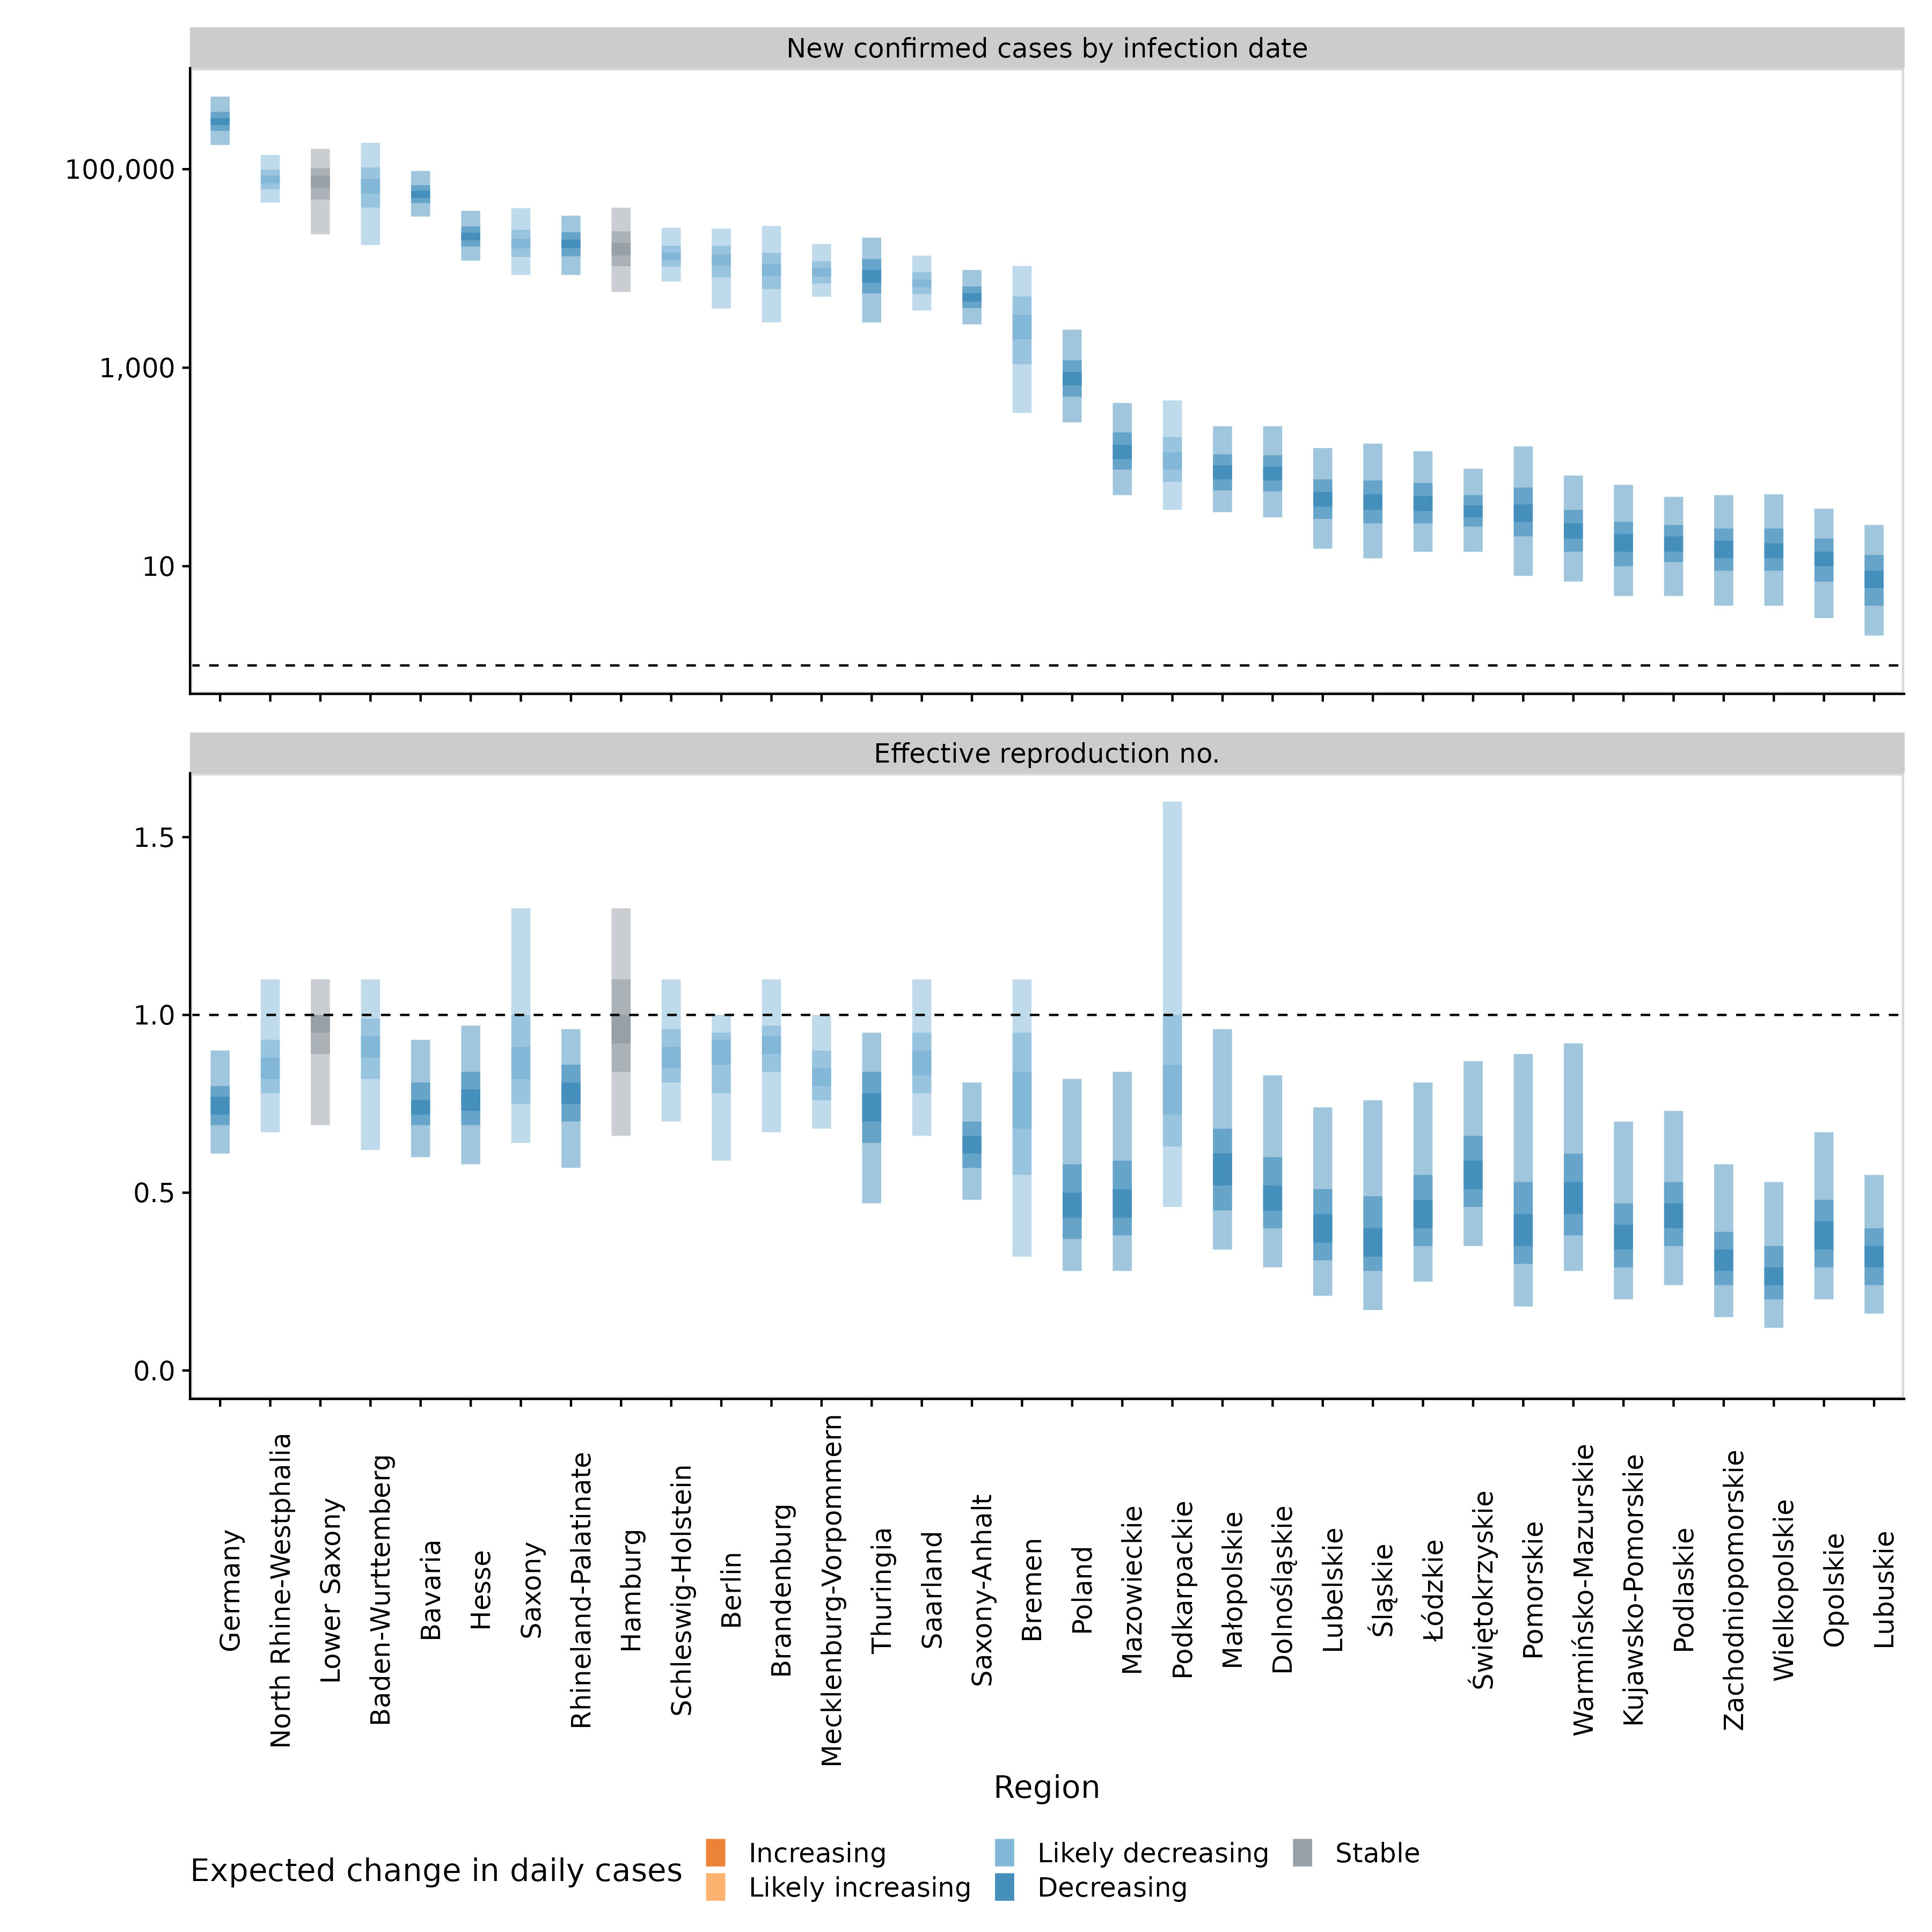 New confirmed cases by infection date
100,000
1,000
10
Effective reproduction no.
1.5
1.0
0.5
0.0
Germany
North Rhine-Westphalia
Lower Saxony
Baden-Wurttemberg
Bavaria
Hesse
Saxony
Rhineland-Palatinate
Hamburg
Schleswig-Holstein
Berlin
Brandenburg
Mecklenburg-Vorpommern
Thuringia
Saarland
Saxony-Anhalt
Bremen
Poland
Mazowieckie
Podkarpackie
Małopolskie
Dolnośląskie
Lubelskie
Śląskie
Łódzkie
Świętokrzyskie
Pomorskie
Warmińsko-Mazurskie
Kujawsko-Pomorskie
Podlaskie
Zachodniopomorskie
Wielkopolskie
Opolskie
Lubuskie
Region
Expected change in daily cases
Increasing
Likely increasing
Likely decreasing
Decreasing
Stable